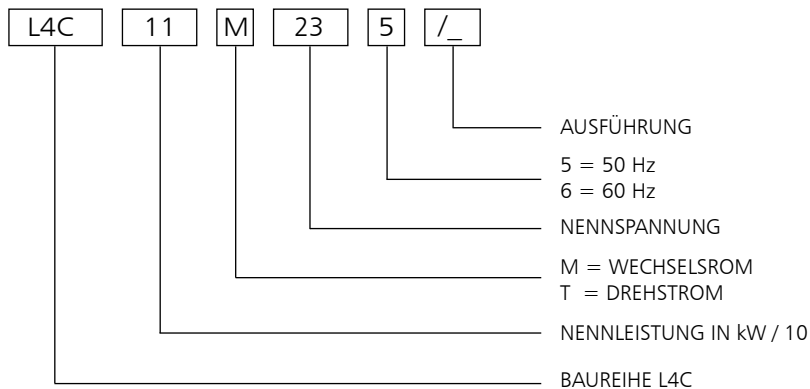 L4C 11 M 23 5 /_
AUSFÜHRUNG
5 = 50 Hz
6 = 60 Hz
NENNSPANNUNG
M = WECHSELSROM
T = DREHSTROM
NENNLEISTUNG IN kW / 10
BAUREIHE L4C